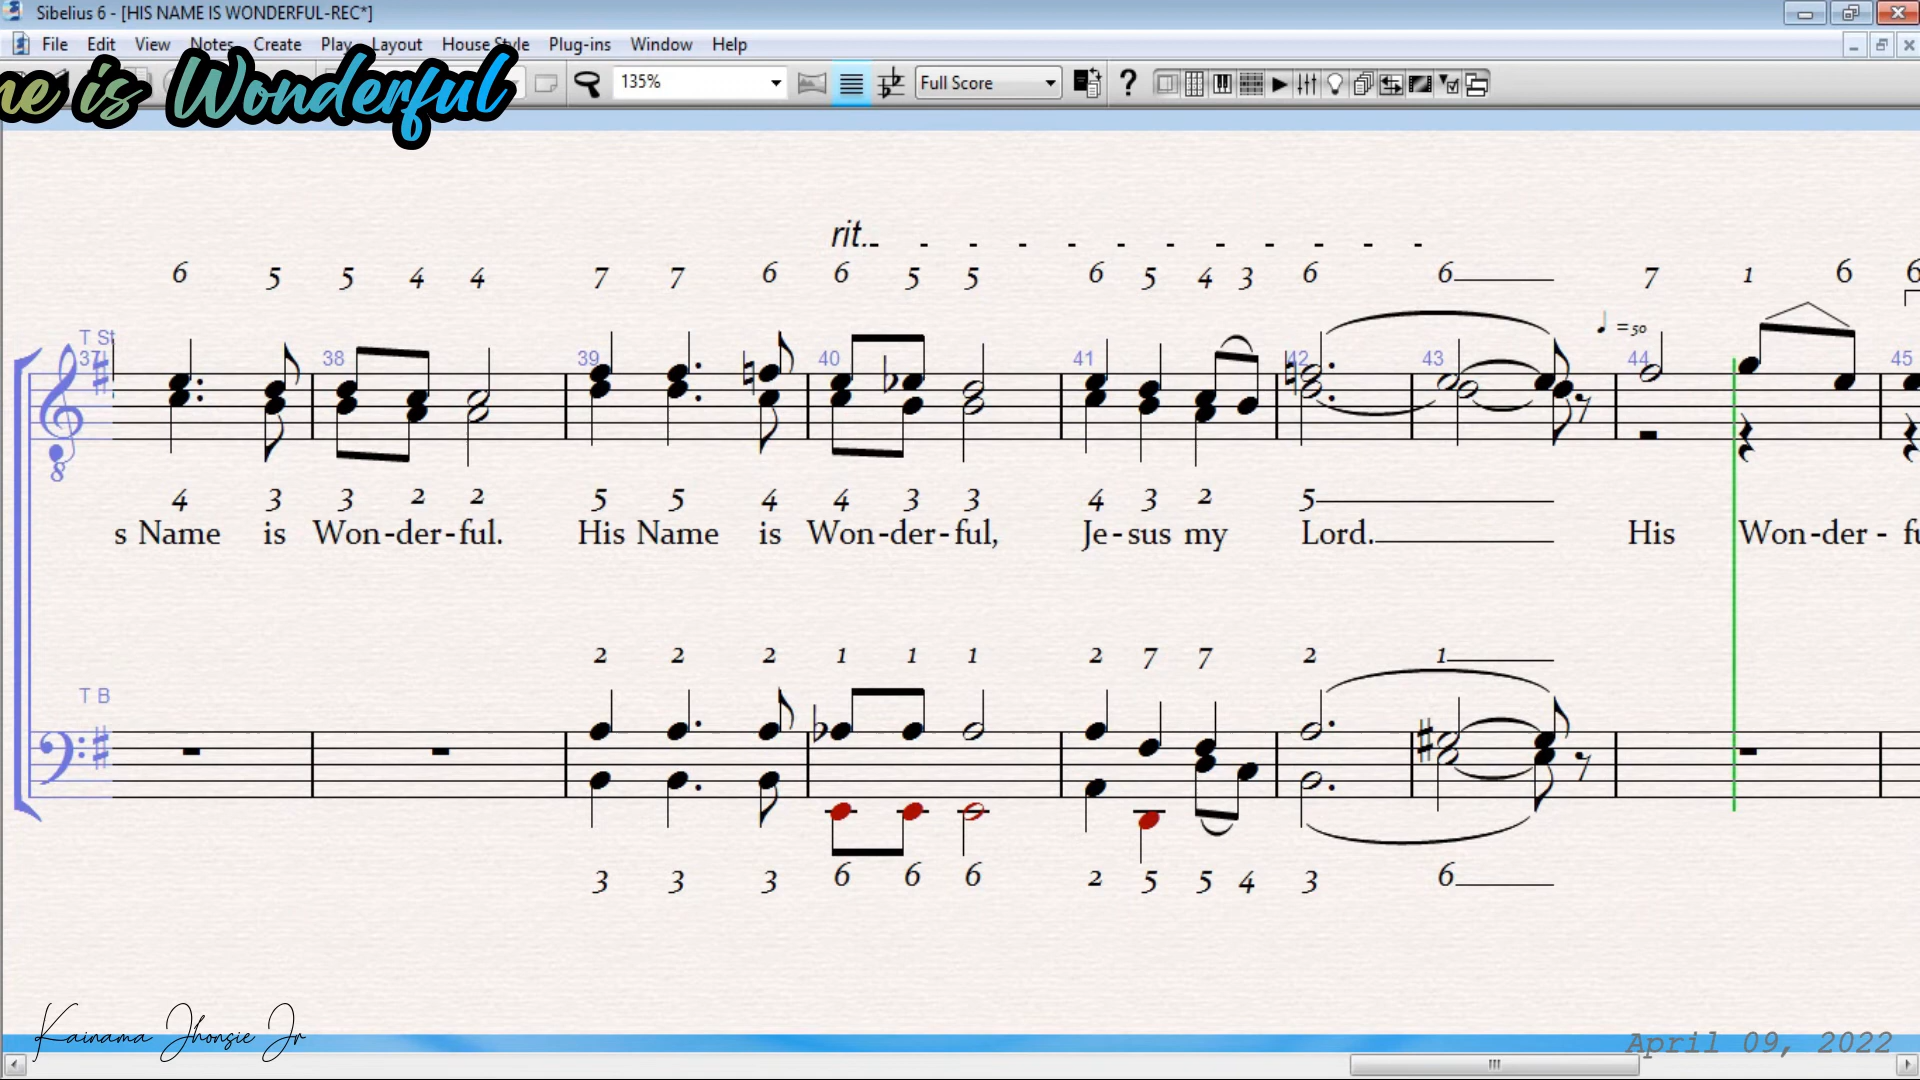 Sibelius 6 - [HIS NAME IS WONDERFUL-REC*]
File Edit View Notes Create Play Layout House Style Plug-ins Window Help
me is Wonderful
135% Full Score ?
rit.
6 5 5 4 4 7 7 6 6 5 5 6 5 4 3 6 6 7 1 6 6
= 50
T St
37 38 39 40 41 42 43 44 45
8
4 3 3 2 2 5 5 4 4 3 3 4 3 2 5
s Name is Won-der-ful. His Name is Won-der-ful, Je-sus my Lord. His Won-der- fu
2 2 2 1 1 1 2 7 7 2 1
T B
3 3 3 6 6 6 2 5 5 4 3 6
Kainama Jhonsie Jr
April 09, 2022